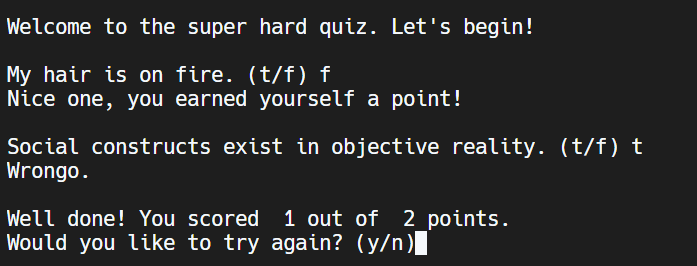 Welcome to the super hard quiz. Let's begin!
My hair is on fire. (t/f) f
Nice one, you earned yourself a point!
Social constructs exist in objective reality. (t/f) t
Wrongo.
Well done! You scored  1 out of  2 points.
Would you like to try again? (y/n)